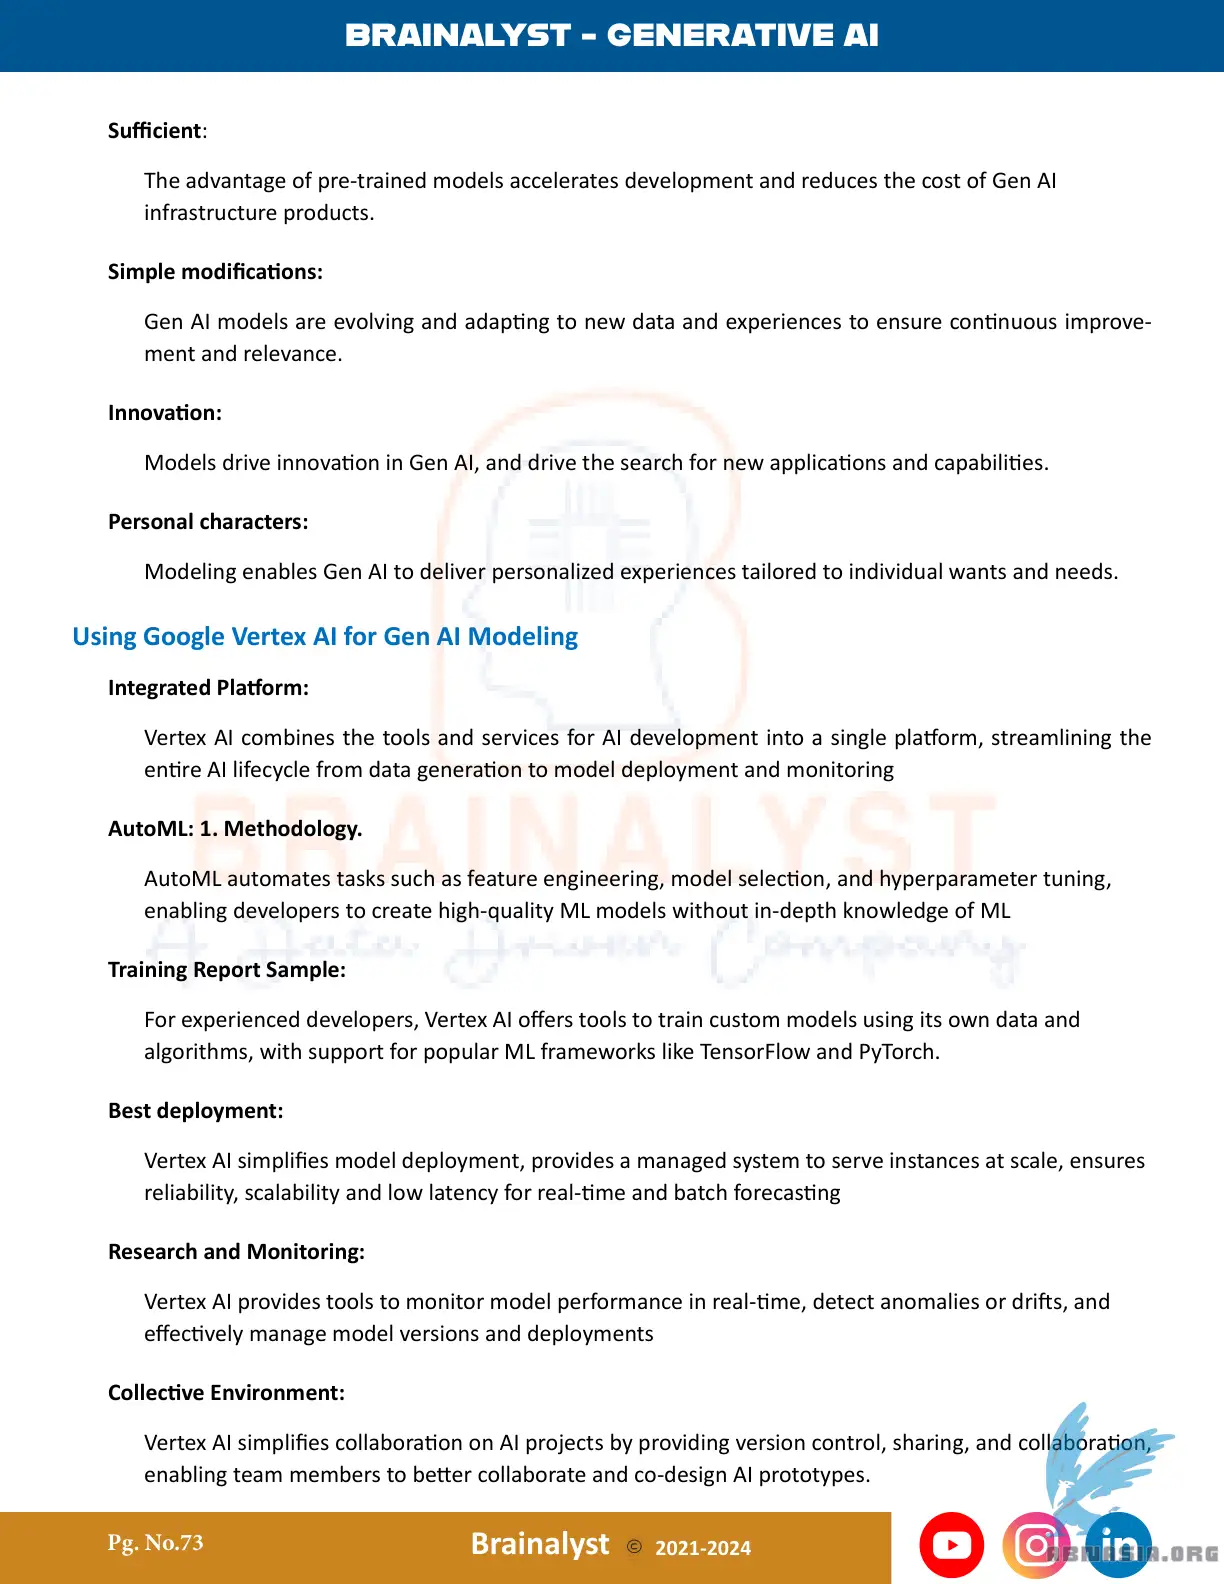 BRAINALYST - GENERATIVE AI
Sufficient:
The advantage of pre-trained models accelerates development and reduces the cost of Gen AI
infrastructure products.
Simple modifications:
Gen AI models are evolving and adapting to new data and experiences to ensure continuous improve-
ment and relevance.
Innovation:
Models drive innovation in Gen AI, and drive the search for new applications and capabilities.
Personal characters:
Modeling enables Gen AI to deliver personalized experiences tailored to individual wants and needs.
Using Google Vertex AI for Gen AI Modeling
Integrated Platform:
Vertex AI combines the tools and services for AI development into a single platform, streamlining the
entire AI lifecycle from data generation to model deployment and monitoring
BRAINALYST
AutoML: 1. Methodology.
AutoML automates tasks such as feature engineering, model selection, and hyperparameter tuning,
enabling developers to create high-quality ML models without in-depth knowledge of ML
A Data Driven Company
Training Report Sample:
For experienced developers, Vertex AI offers tools to train custom models using its own data and
algorithms, with support for popular ML frameworks like TensorFlow and PyTorch.
Best deployment:
Vertex AI simplifies model deployment, provides a managed system to serve instances at scale, ensures
reliability, scalability and low latency for real-time and batch forecasting
Research and Monitoring:
Vertex AI provides tools to monitor model performance in real-time, detect anomalies or drifts, and
effectively manage model versions and deployments
Collective Environment:
Vertex AI simplifies collaboration on AI projects by providing version control, sharing, and collaboration,
enabling team members to better collaborate and co-design AI prototypes.
Pg. No.73
Brainalyst © 2021-2024
in
ABINASIA.ORG